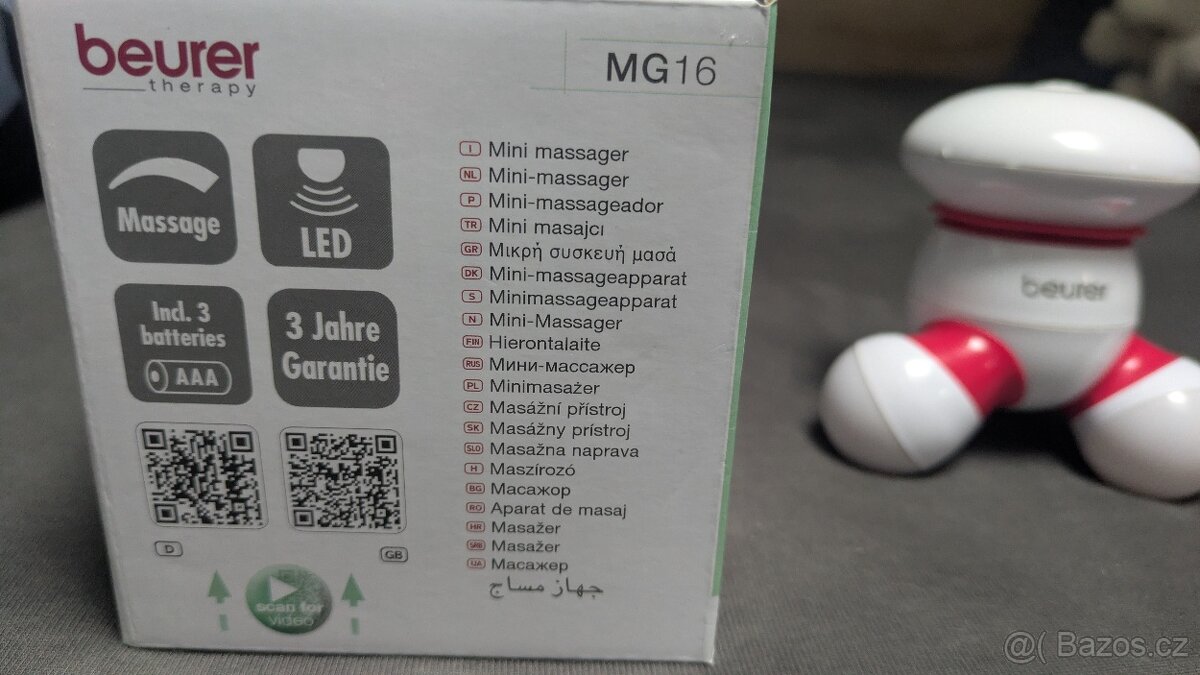 beurer
therapy
MG16
Massage
LED
Incl. 3
batteries
AAA
3 Jahre
Garantie
D
GB
scan for
video
I Mini massager
NL Mini-massager
P Mini-massageador
TR Mini masajcı
GR Μικρή συσκευή μασά
DK Mini-massageapparat
S Minimassageapparat
N Mini-Massager
FIN Hierontalaite
RUS Мини-массажер
PL Minimasażer
CZ Masážní přístroj
SK Masážny prístroj
SLO Masažna naprava
H Maszírozó
BG Масажор
RO Aparat de masaj
HR Masažer
SRB Masažer
UA Масажер
جهاز مساج
beurer
@( Bazos.cz